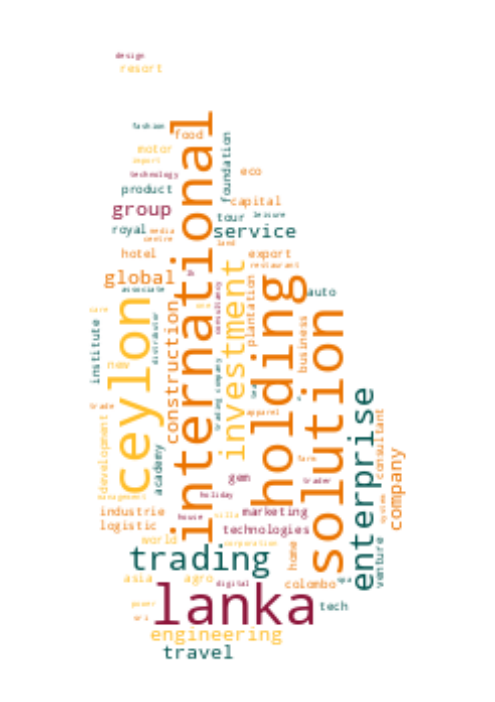 design
resort
fashion
food
motor
import
technology
product
foundation
eco
capital
group
tour
leisure
royal
media
centre
service
land
hotel
export
restaurant
international
global
associate
consultancy
plantation
auto
care
ceylon
distributor
construction
investment
holding
business
solution
institute
new
trading company
trade
apparel
development
academy
enterprise
consultant
company
farm
gem
trader
system
management
holiday
industrie
logistic
house
villa
marketing
technologies
world
corporation
home
trading
venture
asia
agro
digital
colombo
spa
power
sri
lanka
tech
engineering
travel